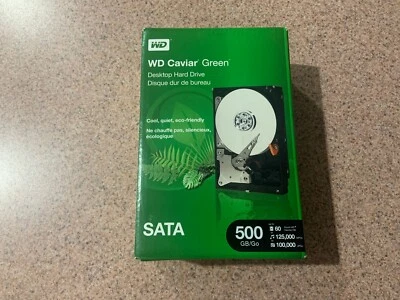 WD
WD Caviar Green
Desktop Hard Drive
Disque dur de bureau
Cool, quiet, eco-friendly
Ne chauffe pas, silencieux,
écologique
SATA
500
GB/Go
60
125,000
100,000